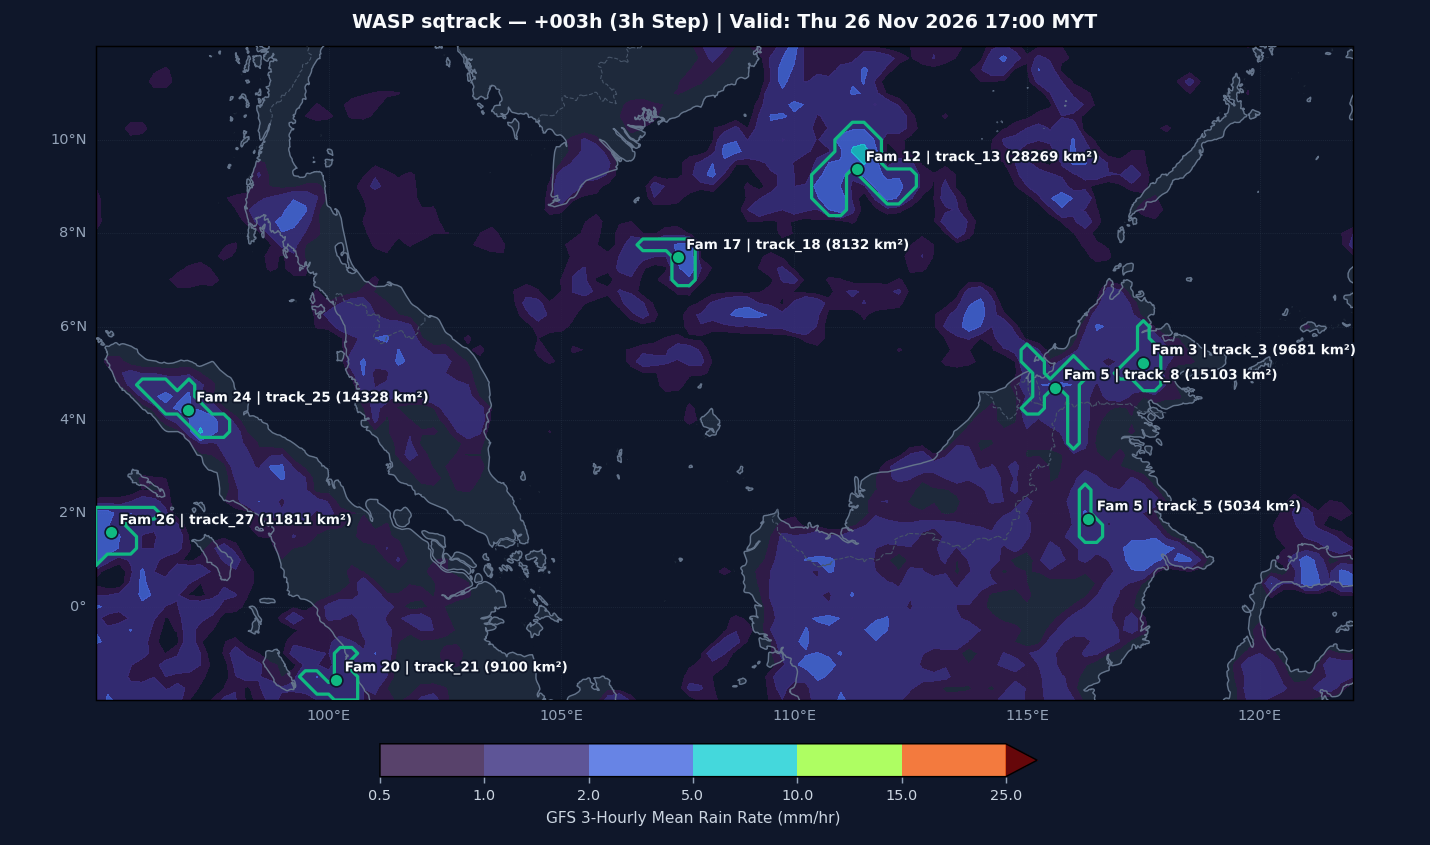 WASP sqtrack — +003h (3h Step) | Valid: Thu 26 Nov 2026 17:00 MYT
10°N
Fam 12 | track_13 (28269 km²)
8°N
Fam 17 | track_18 (8132 km²)
6°N
Fam 3 | track_3 (9681 km²)
Fam 5 | track_8 (15103 km²)
Fam 24 | track_25 (14328 km²)
4°N
2°N
Fam 5 | track_5 (5034 km²)
Fam 26 | track_27 (11811 km²)
0°
Fam 20 | track_21 (9100 km²)
100°E 105°E 110°E 115°E 120°E
0.5 1.0 2.0 5.0 10.0 15.0 25.0
GFS 3-Hourly Mean Rain Rate (mm/hr)